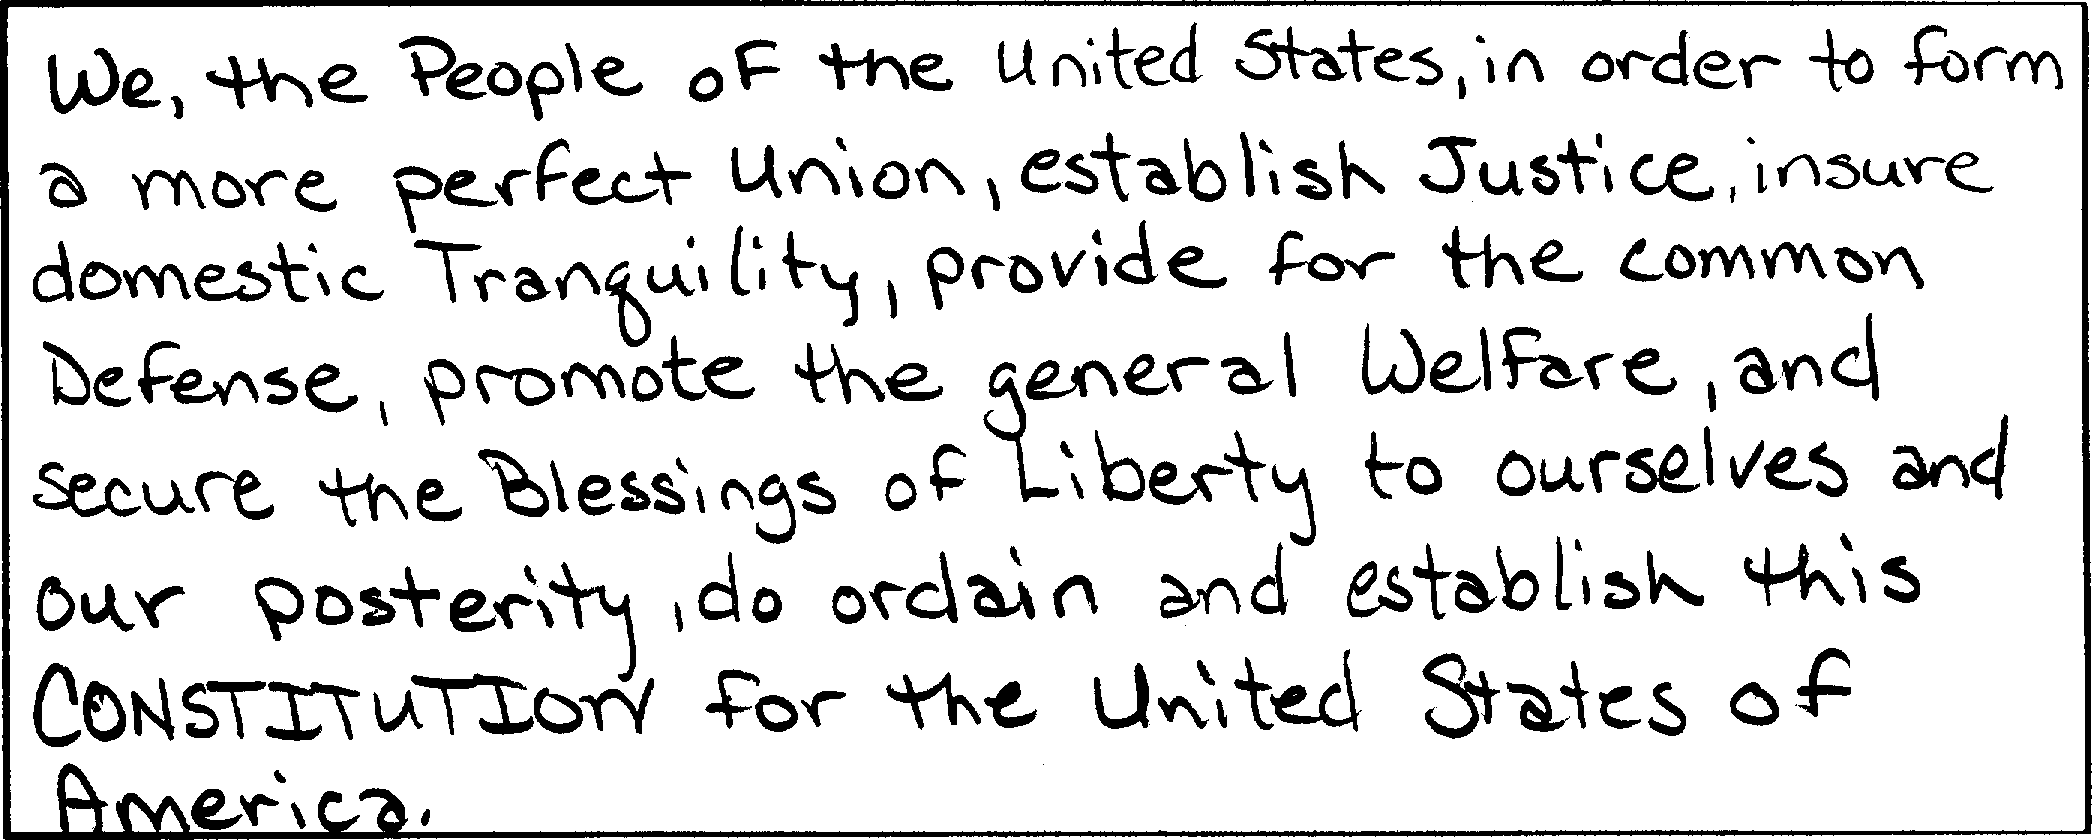 We, the People of the United States, in order to form
a more perfect Union, establish Justice, insure
domestic Tranquility, provide for the common
Defense, promote the general Welfare, and
secure the Blessings of Liberty to ourselves and
our posterity, do ordain and establish this
CONSTITUTION for the United States of
America.